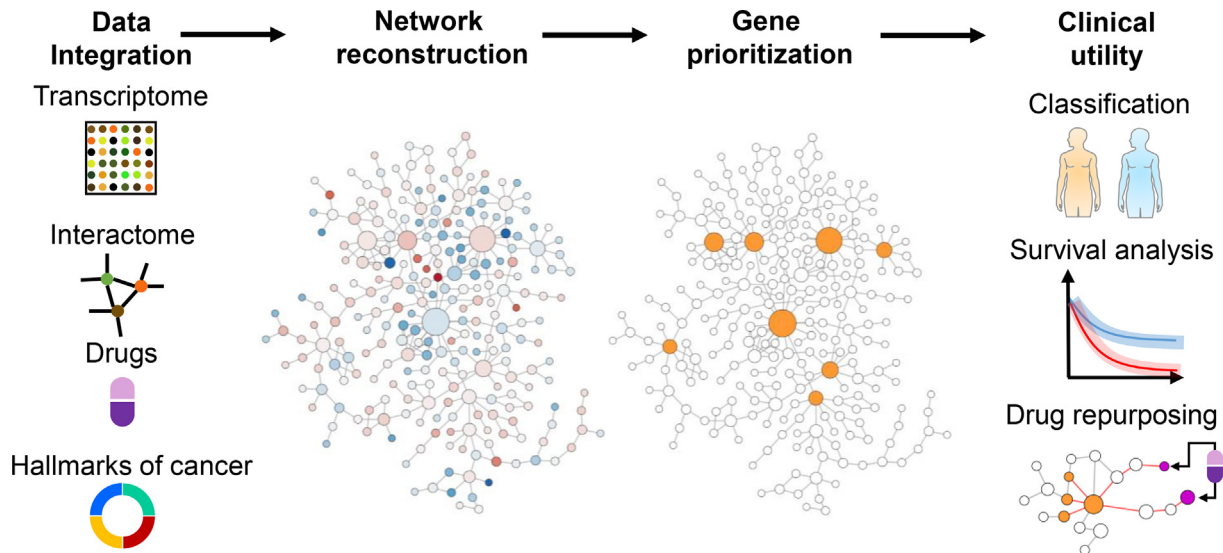 Data
Integration
Network
reconstruction
Gene
prioritization
Clinical
utility
Transcriptome
Interactome
Drugs
Hallmarks of cancer
Classification
Survival analysis
Drug repurposing